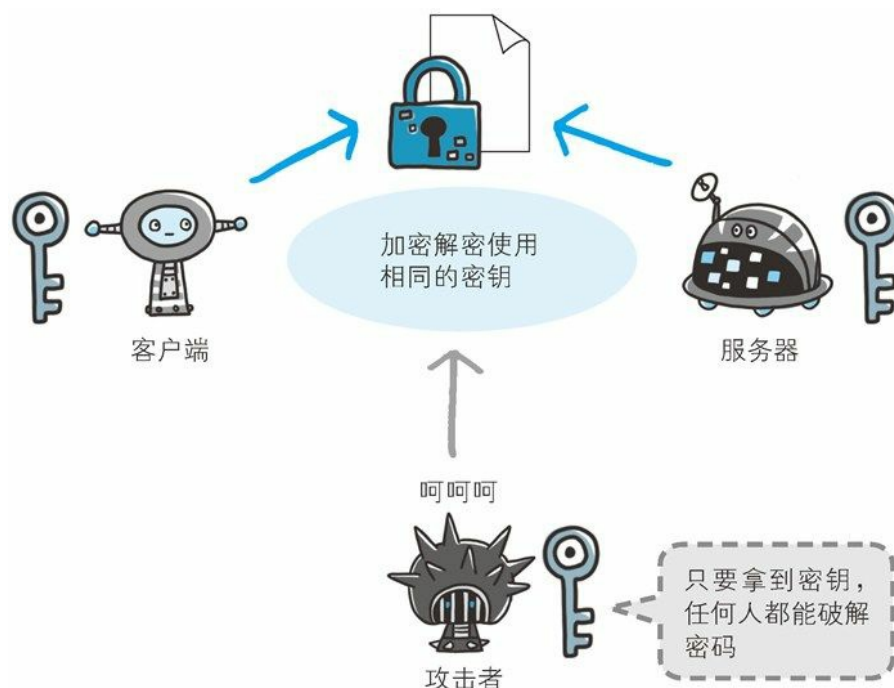 加密解密使用
相同的密钥
客户端
服务器
呵呵呵
只要拿到密钥，
任何人都能破解
密码
攻击者